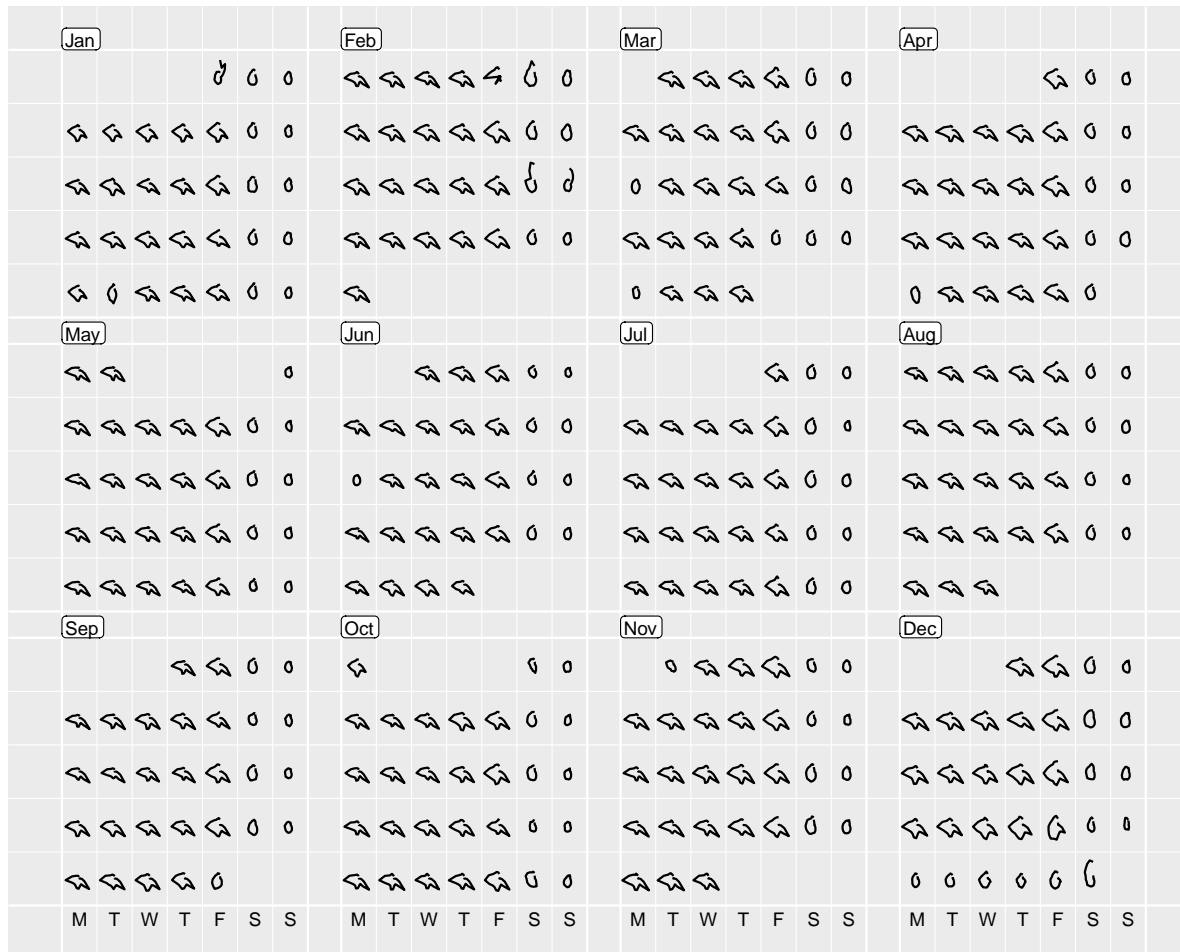 Jan Feb Mar Apr
May Jun Jul Aug
Sep Oct Nov Dec
M T W T F S S M T W T F S S M T W T F S S M T W T F S S